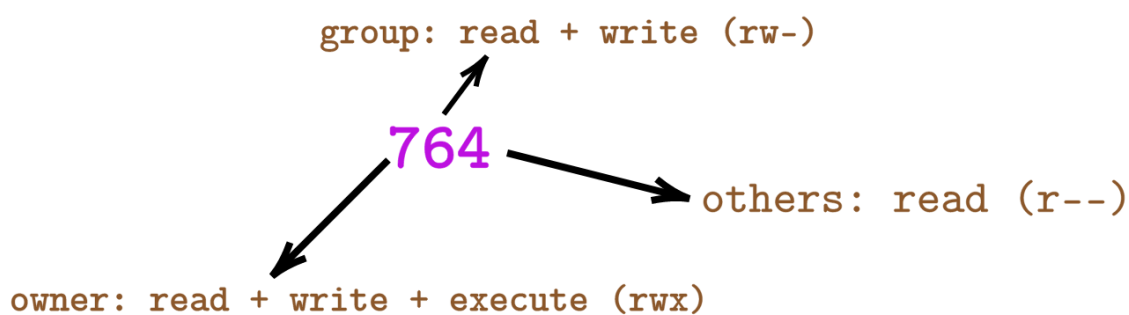 group: read + write (rw-)
764
others: read (r--)
owner: read + write + execute (rwx)